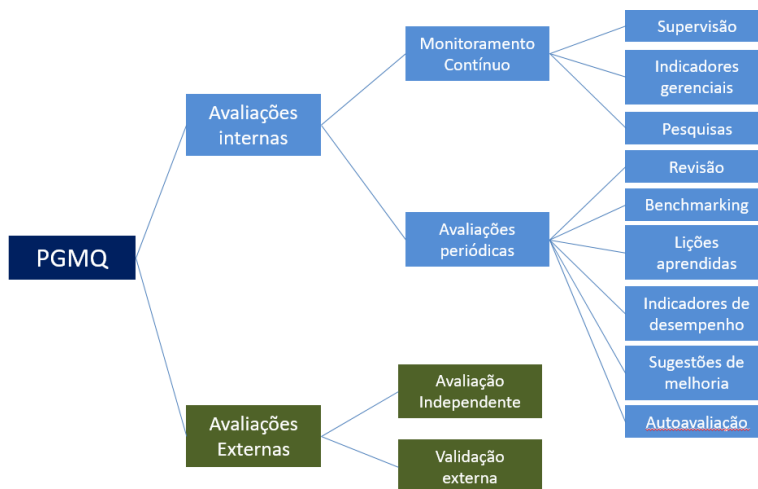 PGMQ
Avaliações
internas
Monitoramento
Contínuo
Supervisão
Indicadores
gerenciais
Pesquisas
Avaliações
periódicas
Revisão
Benchmarking
Lições
aprendidas
Indicadores de
desempenho
Sugestões de
melhoria
Autoavaliação
Avaliações
Externas
Avaliação
Independente
Validação
externa